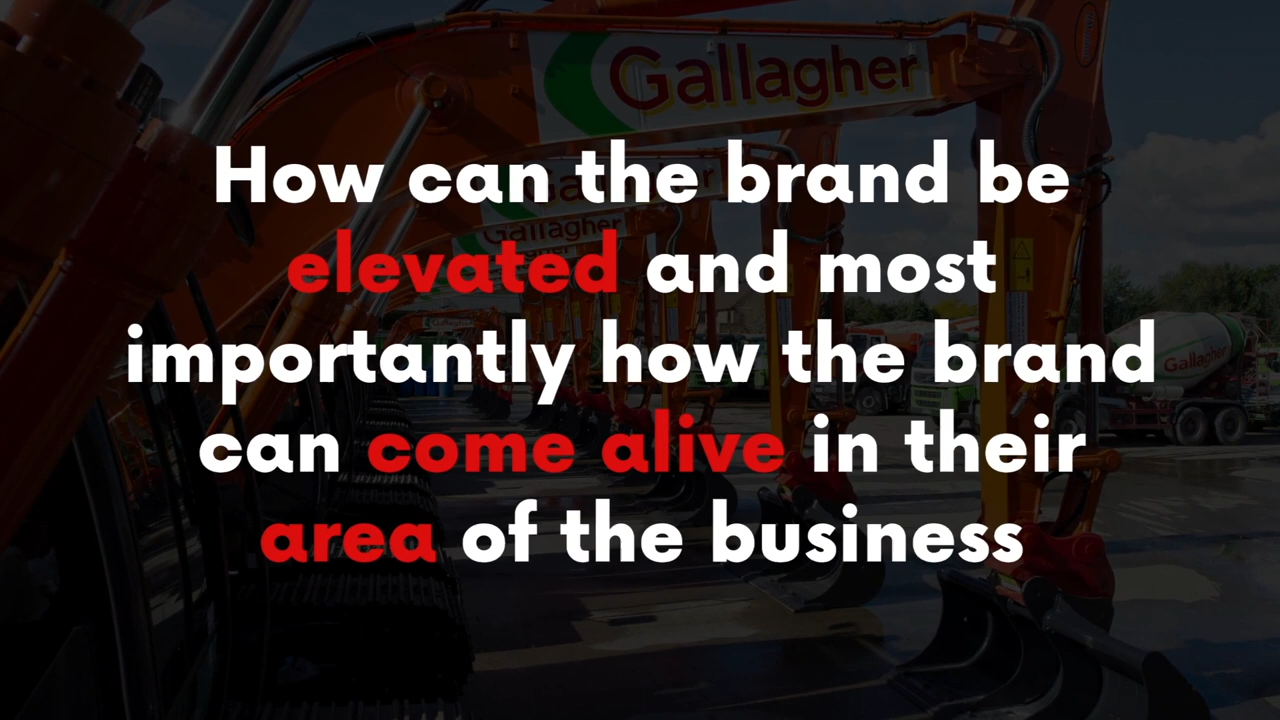 Gallagher
How can the brand be
elevated and most
importantly how the brand
can come alive in their
area of the business
Gallagher
Gallagher
Gallagher